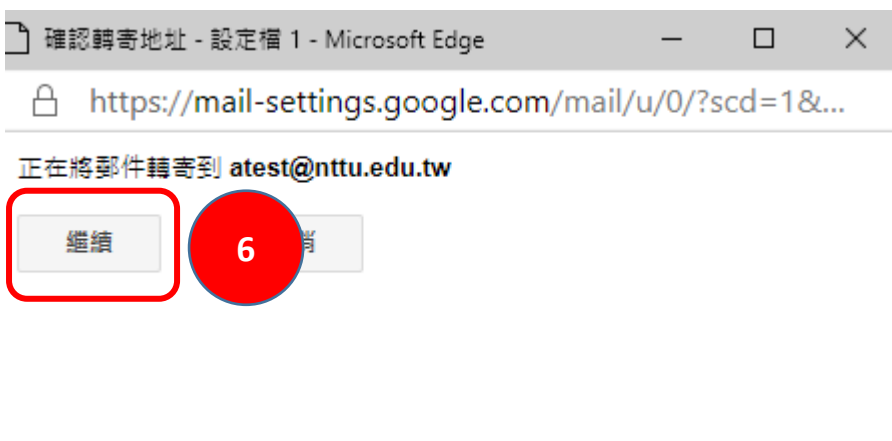 確認轉寄地址 - 設定檔 1 - Microsoft Edge
https://mail-settings.google.com/mail/u/0/?scd=1&...
正在將郵件轉寄到 atest@nttu.edu.tw
繼續 6 消